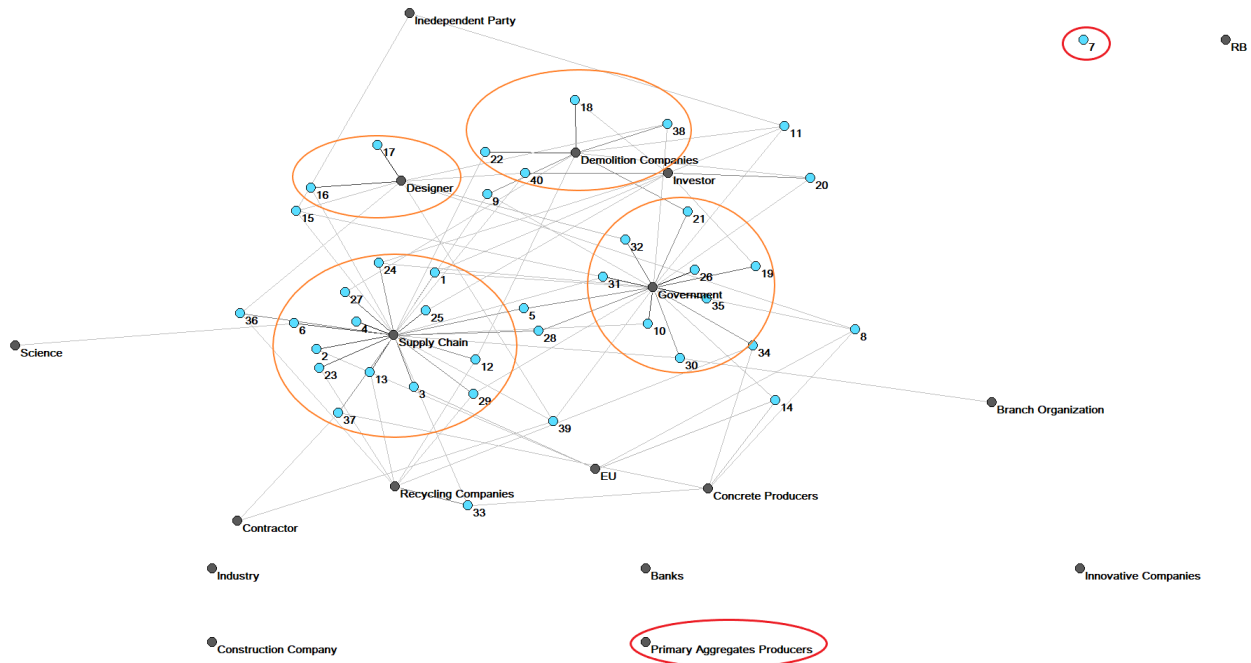 Inedependent Party
7
RB
18
38
11
17
22
Demolition Companies
16
Designer
40
Investor
20
9
15
21
32
24
1
26
19
31
Government
27
35
36
6
4
25
5
10
Supply Chain
28
8
Science
2
12
30
34
23
13
3
29
37
14
Branch Organization
39
EU
Recycling Companies
Concrete Producers
33
Contractor
Industry
Banks
Innovative Companies
Construction Company
Primary Aggregates Producers